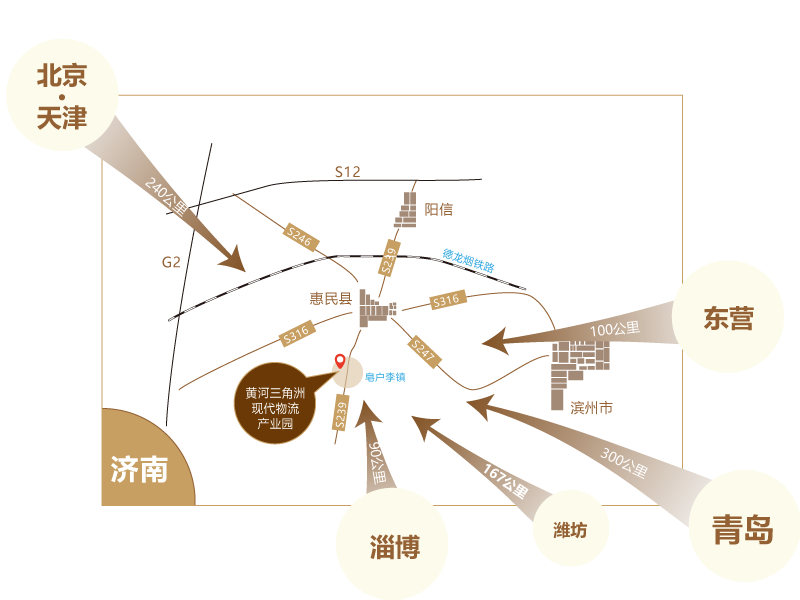 北京
·
天津
240公里
S12
阳信
S246
S239
G2
德龙烟铁路
惠民县
S316
S316
东营
100公里
S247
皂户李镇
黄河三角洲
现代物流
产业园
S239
滨州市
济南
90公里
167公里
300公里
淄博
潍坊
青岛